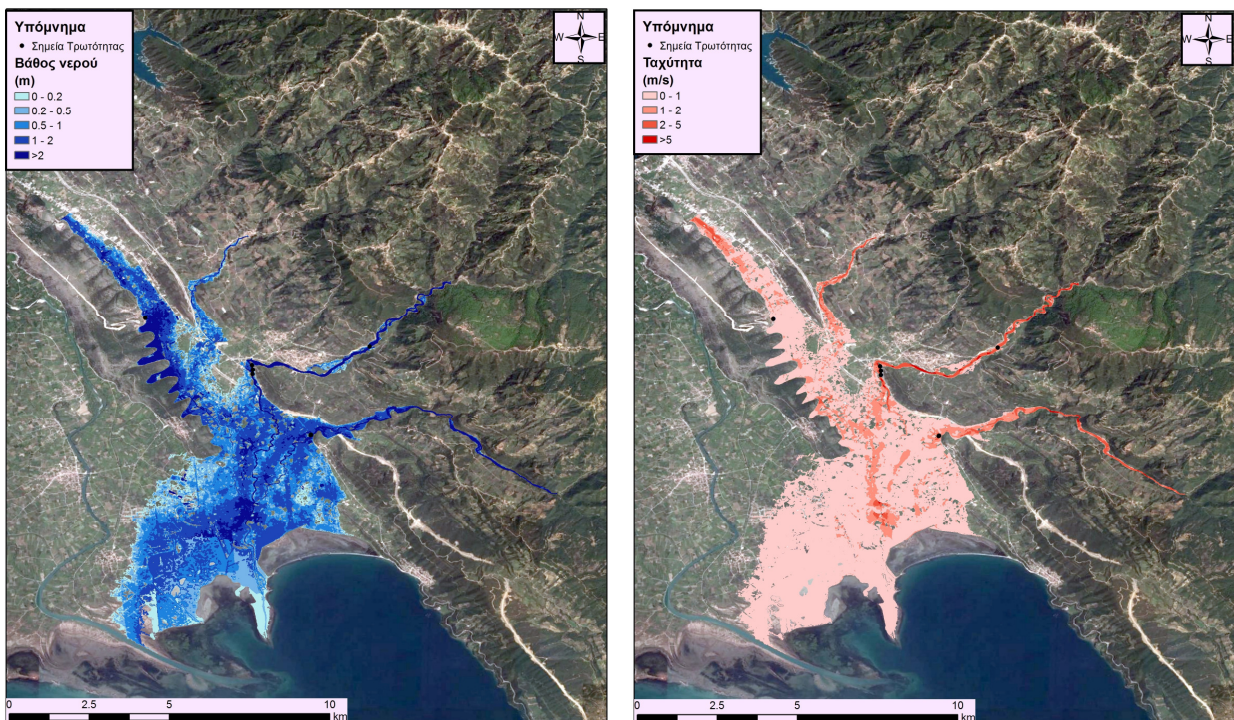 Υπόμνημα
• Σημεία Τρωτότητας
Βάθος νερού
(m)
0 - 0.2
0.2 - 0.5
0.5 - 1
1 - 2
>2
N
W E
S
0 2.5 5 10
km
Υπόμνημα
• Σημεία Τρωτότητας
Ταχύτητα
(m/s)
0 - 1
1 - 2
2 - 5
>5
N
W E
S
0 2.5 5 10
km